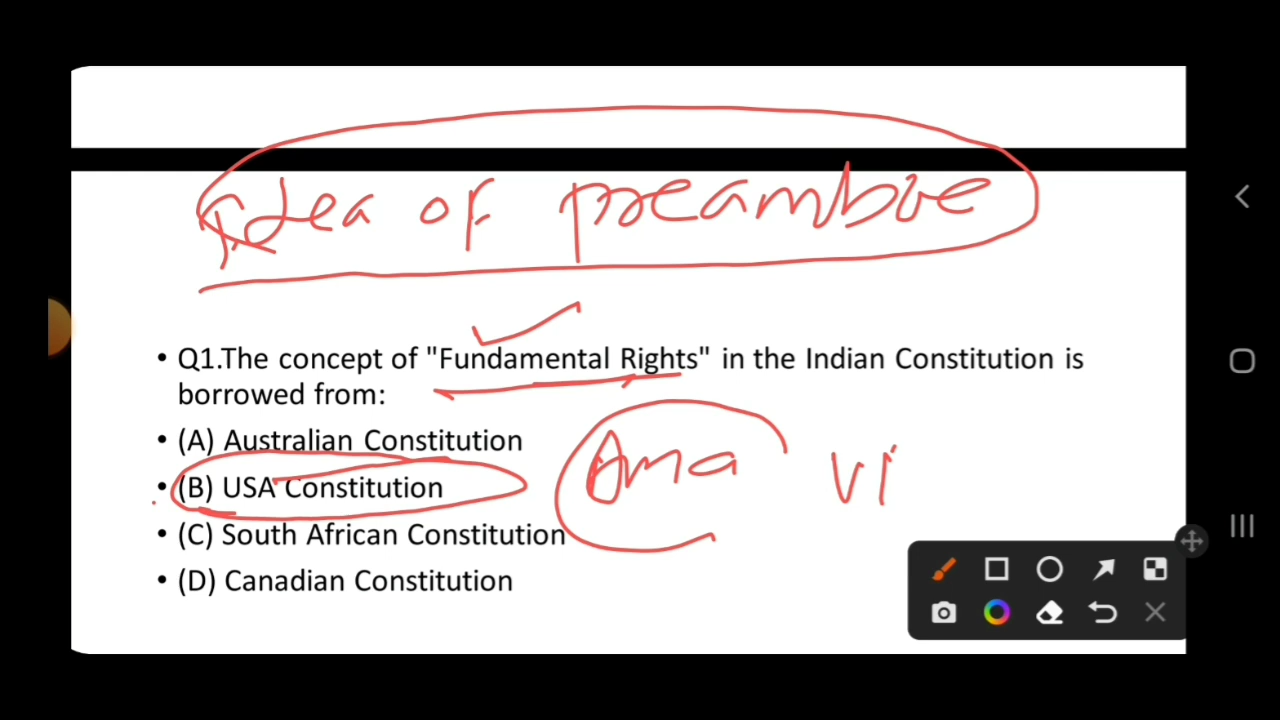 Idea of preamble
• Q1.The concept of "Fundamental Rights" in the Indian Constitution is
borrowed from:
• (A) Australian Constitution
• (B) USA Constitution
• (C) South African Constitution
• (D) Canadian Constitution